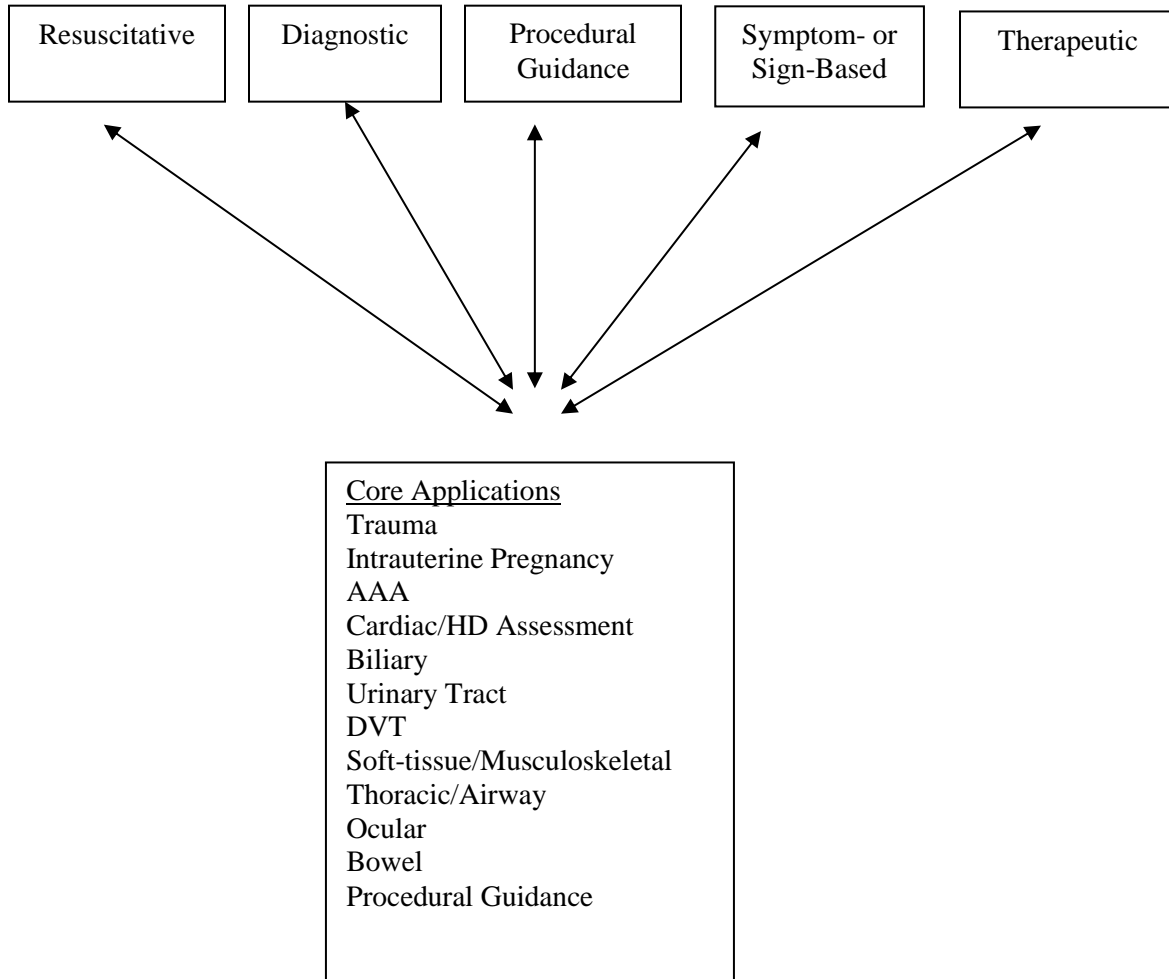 Resuscitative
Diagnostic
Procedural
Guidance
Symptom- or
Sign-Based
Therapeutic
Core Applications
Trauma
Intrauterine Pregnancy
AAA
Cardiac/HD Assessment
Biliary
Urinary Tract
DVT
Soft-tissue/Musculoskeletal
Thoracic/Airway
Ocular
Bowel
Procedural Guidance